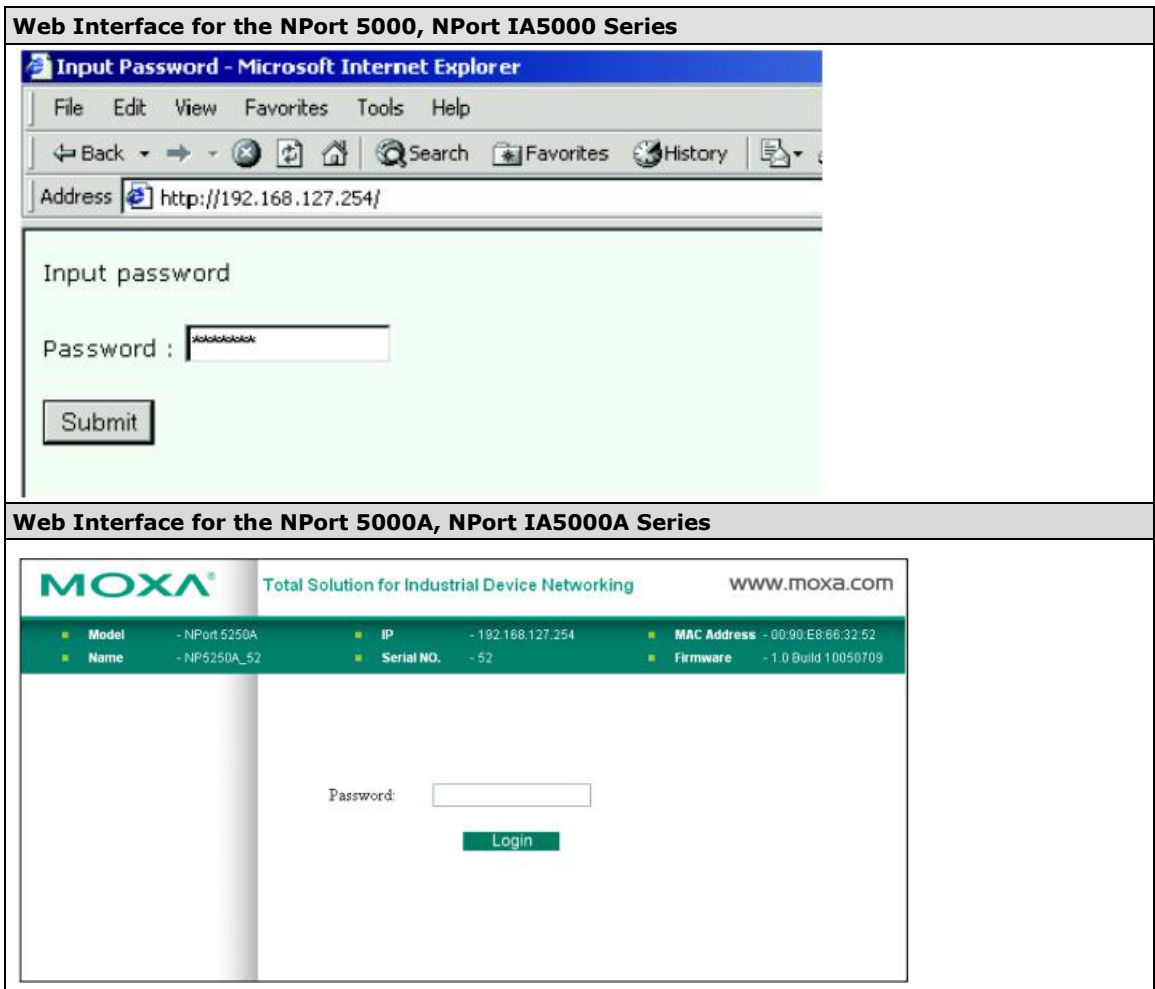 Web Interface for the NPort 5000, NPort IA5000 Series
Input Password - Microsoft Internet Explorer
File Edit View Favorites Tools Help
Back Search Favorites History
Address http://192.168.127.254/
Input password
Password : *********
Submit
Web Interface for the NPort 5000A, NPort IA5000A Series
MOXA® Total Solution for Industrial Device Networking www.moxa.com
Model - NPort 5250A IP - 192.168.127.254 MAC Address - 00:90:E8:66:32:52
Name - NP5250A_52 Serial NO. - 52 Firmware - 1.0 Build 10050709
Password:
Login